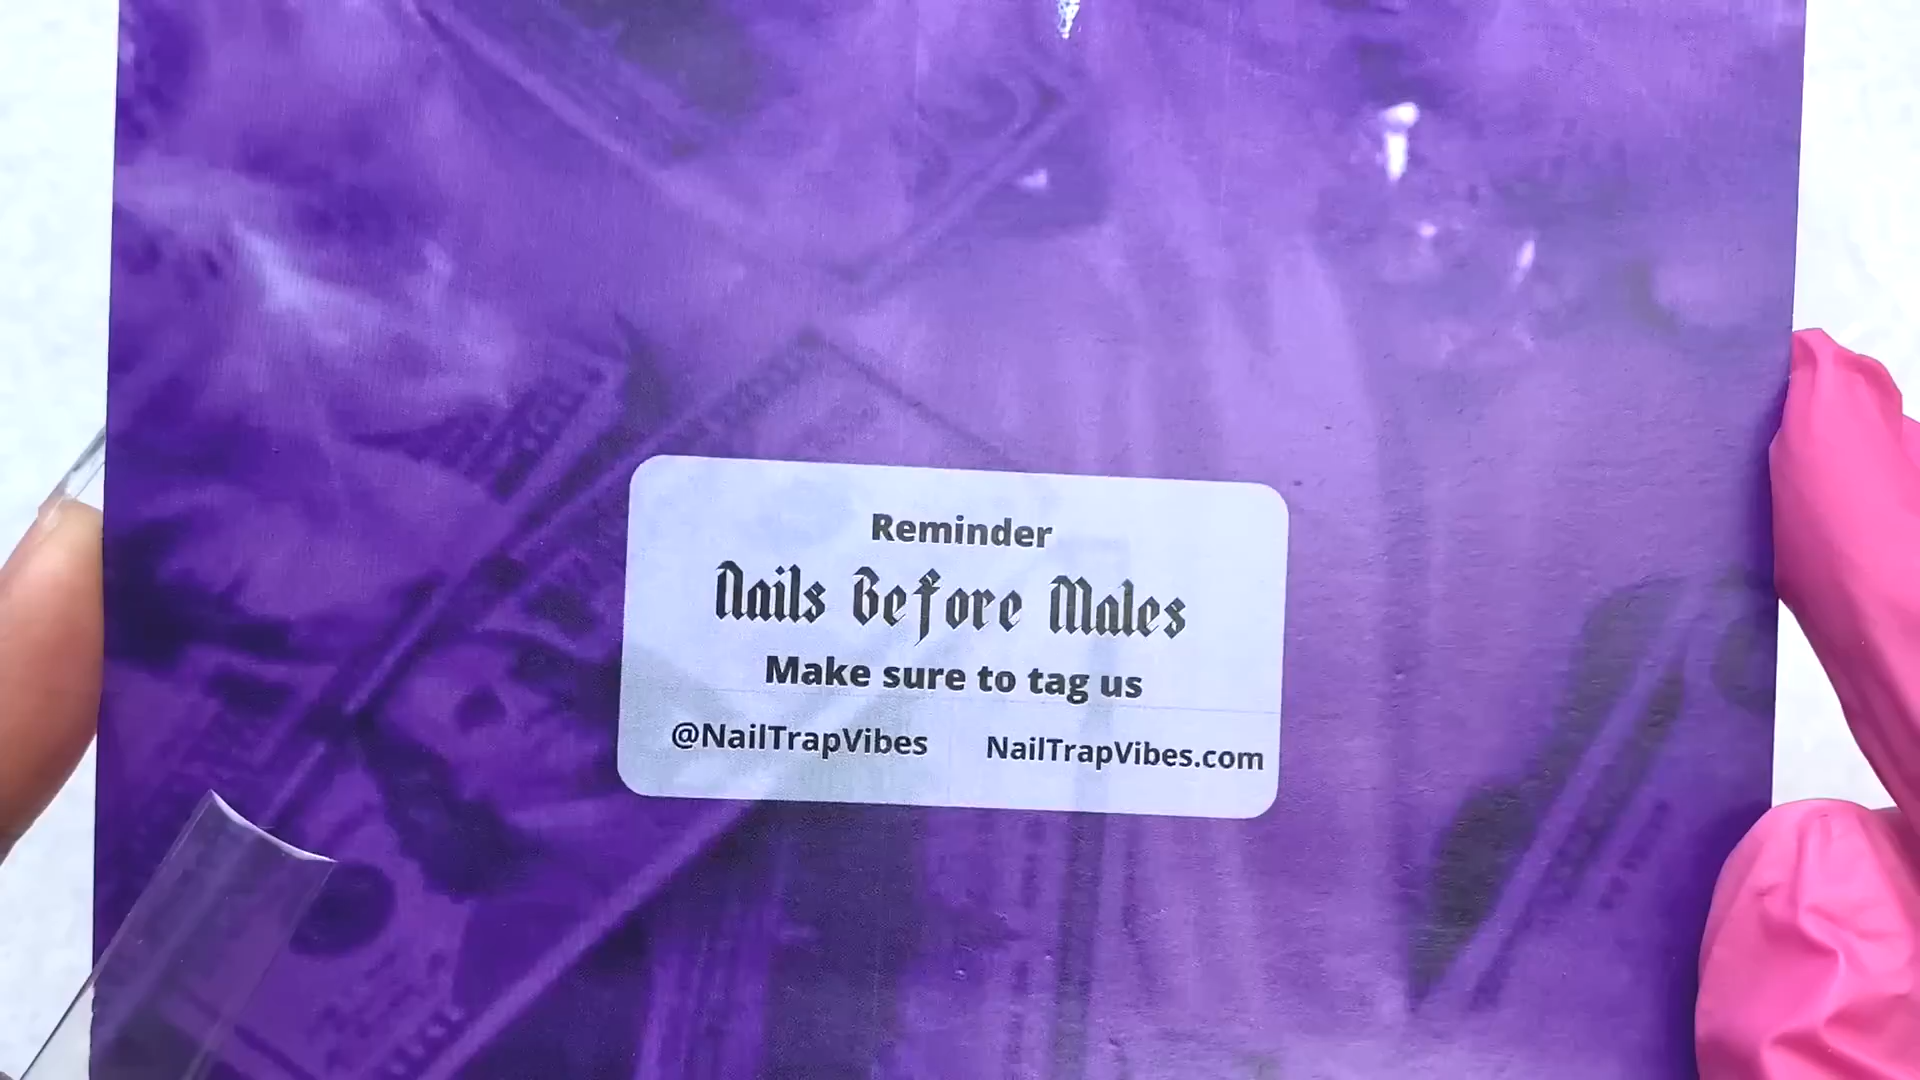 Reminder
Nails Before Males
Make sure to tag us
@NailTrapVibes NailTrapVibes.com